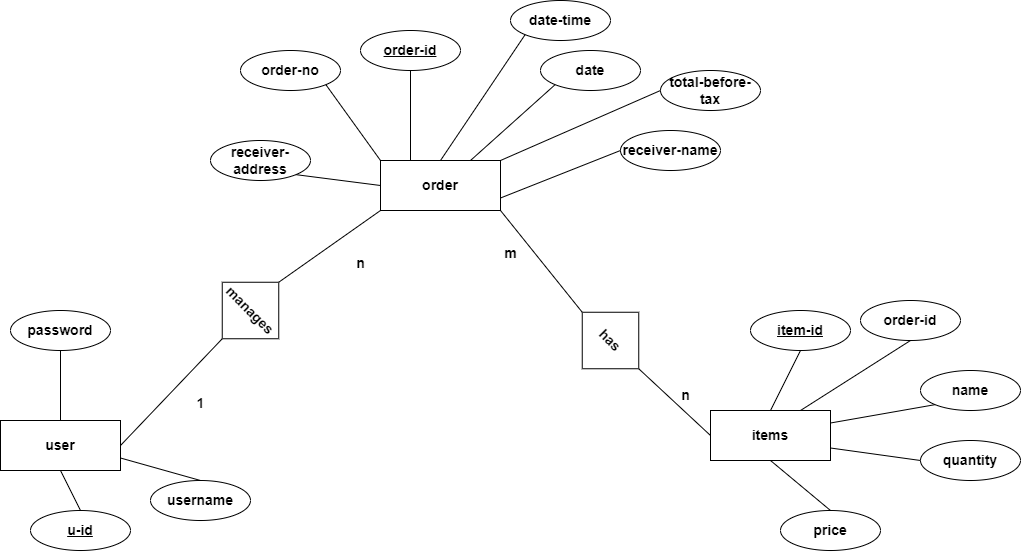 date-time
order-id
order-no
date
total-before-
tax
receiver-
address
receiver-name
order
n
m
manages
has
password
item-id
order-id
name
1
n
user
items
quantity
username
u-id
price